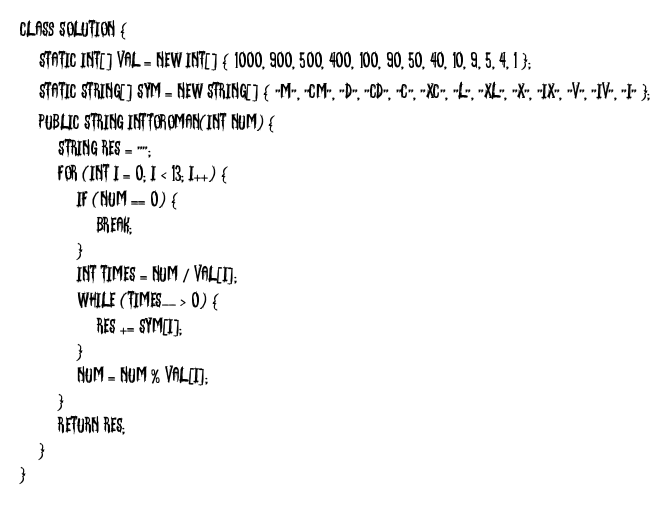 CLASS SOLUTION {
STATIC INT[] VAL = NEW INT[] { 1000, 900, 500, 400, 100, 90, 50, 40, 10, 9, 5, 4, 1 };
STATIC STRING[] SYM = NEW STRING[] { "M", "CM", "D", "CD", "C", "XC", "L", "XL", "X", "IX", "V", "IV", "I" };
PUBLIC STRING INTTOROMAN(INT NUM) {
STRING RES = "";
FOR (INT I = 0; I < 13; I++) {
IF (NUM == 0) {
BREAK;
}
INT TIMES = NUM / VAL[I];
WHILE (TIMES-- > 0) {
RES += SYM[I];
}
NUM = NUM % VAL[I];
}
RETURN RES;
}
}